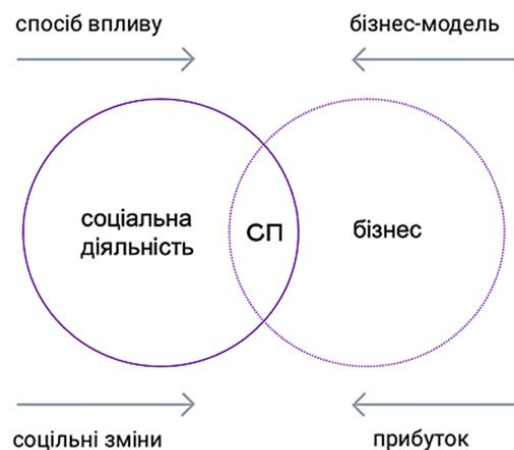 спосіб впливу
бізнес-модель
соціальна
діяльність
СП
бізнес
соцільні зміни
прибуток